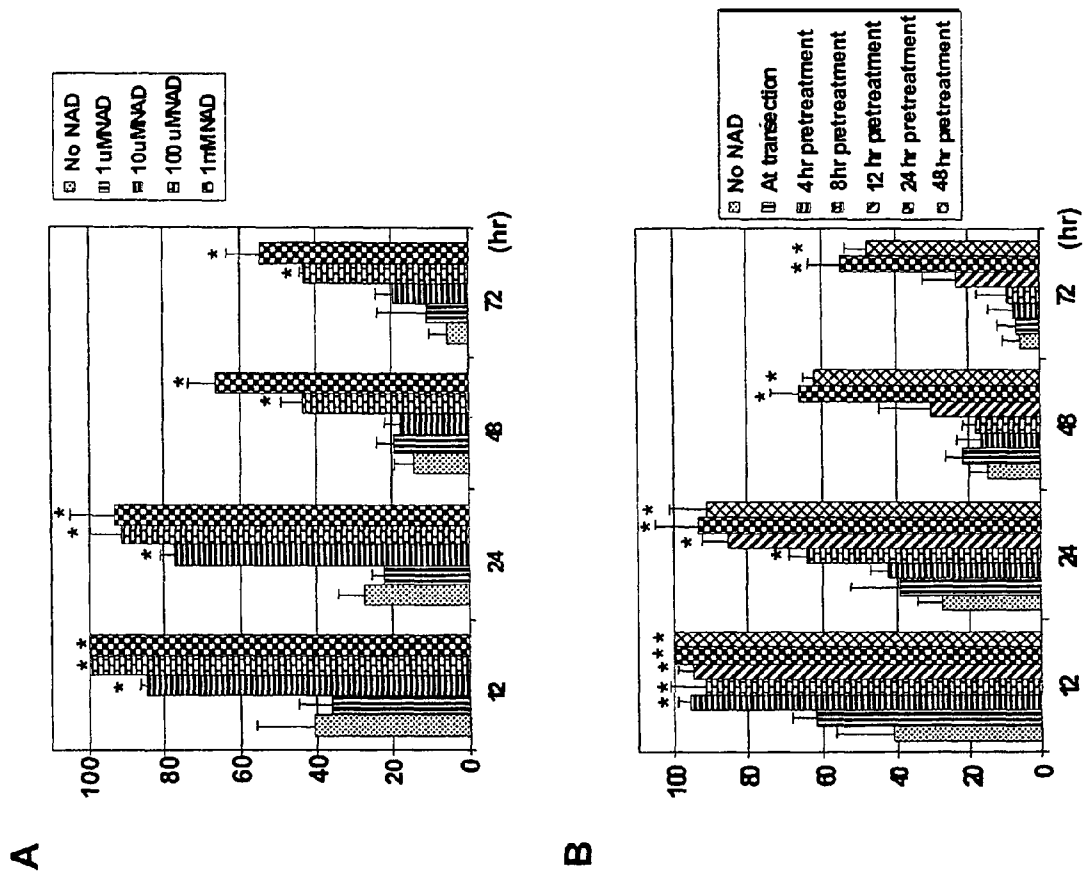 A
No NAD
1 uMNAD
10uMNAD
100 uMNAD
1mMNAD
100
80
60
40
20
0
12
24
48
72
(hr)
* * * * * * * * * *
B
No NAD
At transection
4 hr pretreatment
8hr pretreatment
12 hr pretreatment
24 hr pretreatment
48 hr pretreatment
100
80
60
40
20
0
12
24
48
72
(hr)
* * * * * * * * * * * * *